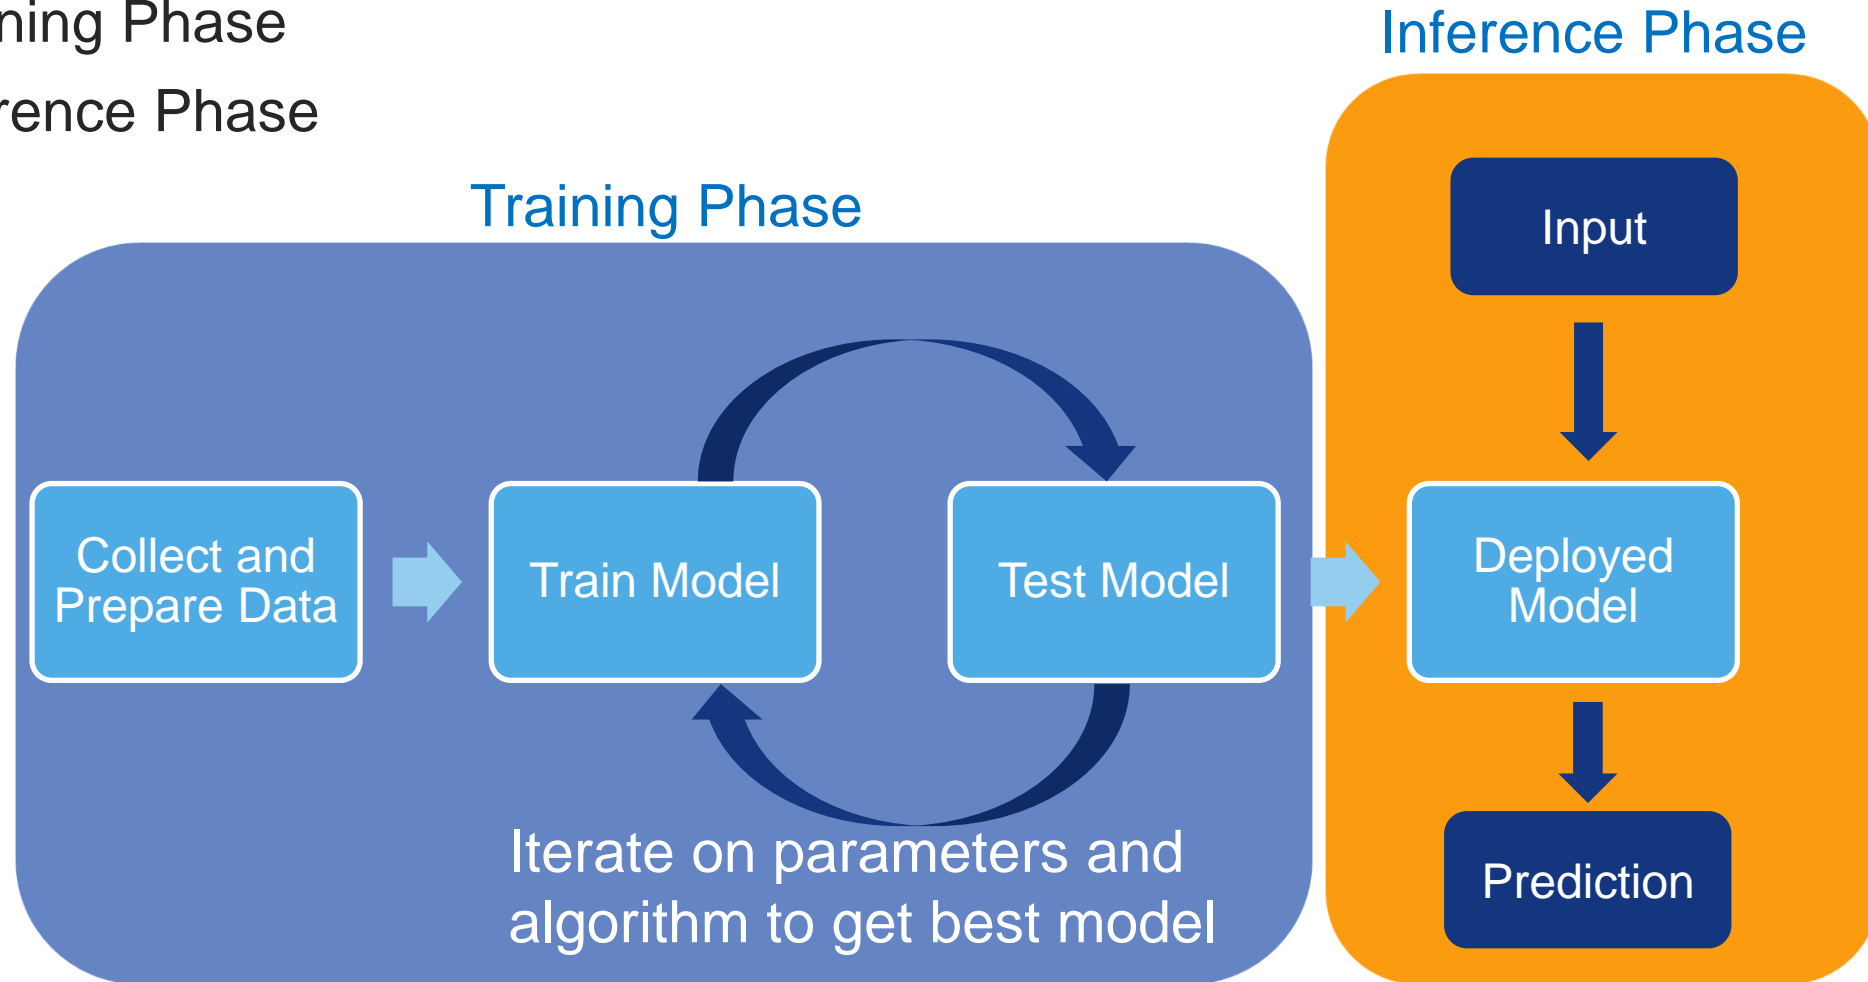 ning Phase
rence Phase
Inference Phase
Training Phase
Input
Collect and
Prepare Data
Train Model
Test Model
Deployed
Model
Iterate on parameters and
algorithm to get best model
Prediction